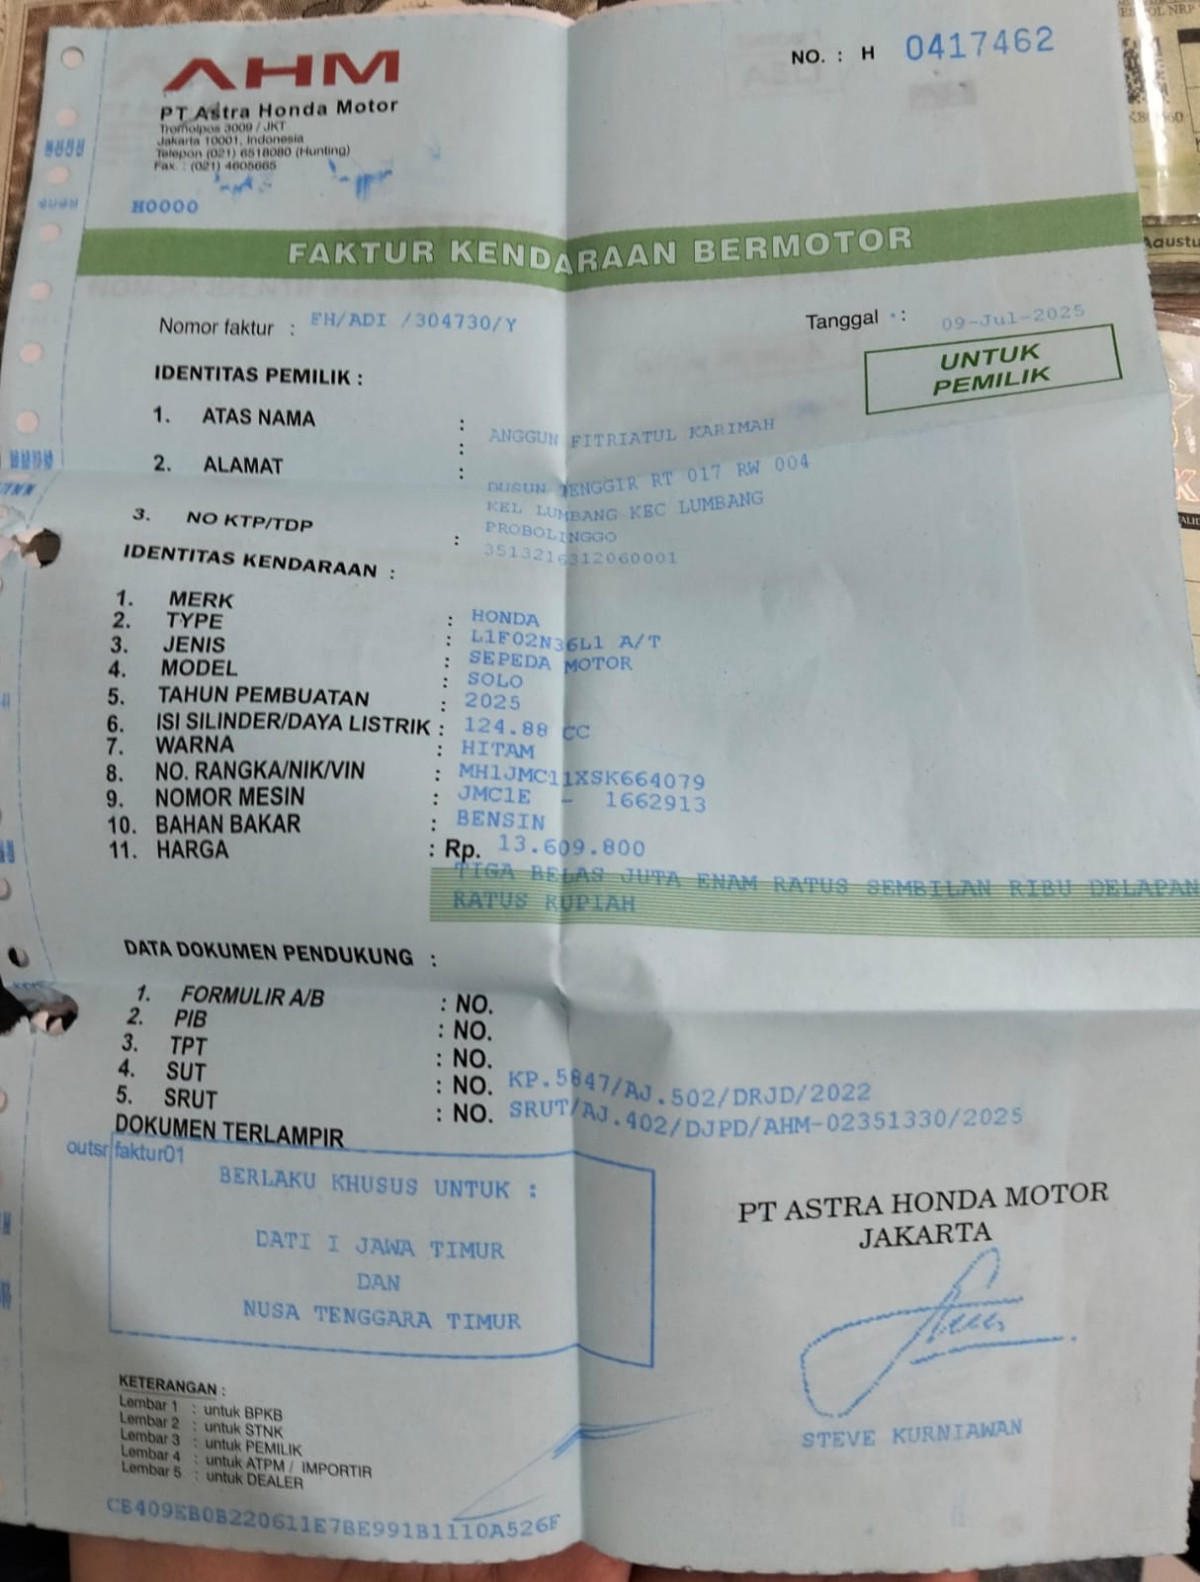 AHM
PT Astra Honda Motor
Tromolpos 3009 / JKT
Jakarta 10001, Indonesia
Telepon (021) 6518080 (Hunting)
Fax. : (021) 4605665
H0000
NO. : H 0417462
FAKTUR KENDARAAN BERMOTOR
Nomor faktur : FH/ADI /304730/Y
Tanggal : 09-Jul-2025
UNTUK
PEMILIK
IDENTITAS PEMILIK :
1. ATAS NAMA : ANGGUN FITRIATUL KARIMAH
2. ALAMAT : DUSUN TENGGIR RT 017 RW 004
KEL LUMBANG KEC LUMBANG
PROBOLINGGO
3. NO KTP/TDP : 3513216312060001
IDENTITAS KENDARAAN :
1. MERK : HONDA
2. TYPE : L1F02N36L1 A/T
3. JENIS : SEPEDA MOTOR
4. MODEL : SOLO
5. TAHUN PEMBUATAN : 2025
6. ISI SILINDER/DAYA LISTRIK : 124.88 CC
7. WARNA : HITAM
8. NO. RANGKA/NIK/VIN : MH1JMC11XSK664079
9. NOMOR MESIN : JMC1E - 1662913
10. BAHAN BAKAR : BENSIN
11. HARGA : Rp. 13.609.800
TIGA BELAS JUTA ENAM RATUS SEMBILAN RIBU DELAPAN
RATUS RUPIAH
DATA DOKUMEN PENDUKUNG :
1. FORMULIR A/B : NO.
2. PIB : NO.
3. TPT : NO.
4. SUT : NO. KP.5847/AJ.502/DRJD/2022
5. SRUT : NO. SRUT/AJ.402/DJPD/AHM-02351330/2025
DOKUMEN TERLAMPIR
outsr faktur01
BERLAKU KHUSUS UNTUK :
DATI I JAWA TIMUR
DAN
NUSA TENGGARA TIMUR
PT ASTRA HONDA MOTOR
JAKARTA
STEVE KURNIAWAN
KETERANGAN :
Lembar 1 : untuk BPKB
Lembar 2 : untuk STNK
Lembar 3 : untuk PEMILIK
Lembar 4 : untuk ATPM / IMPORTIR
Lembar 5 : untuk DEALER
CB409EB0B220611E7BE991B1110A526F